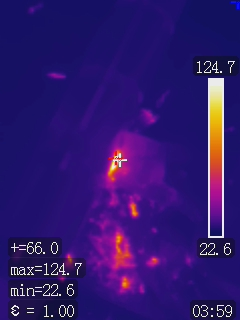 124.7
22.6
+=66.0
max=124.7
min=22.6
ε = 1.00
03:59